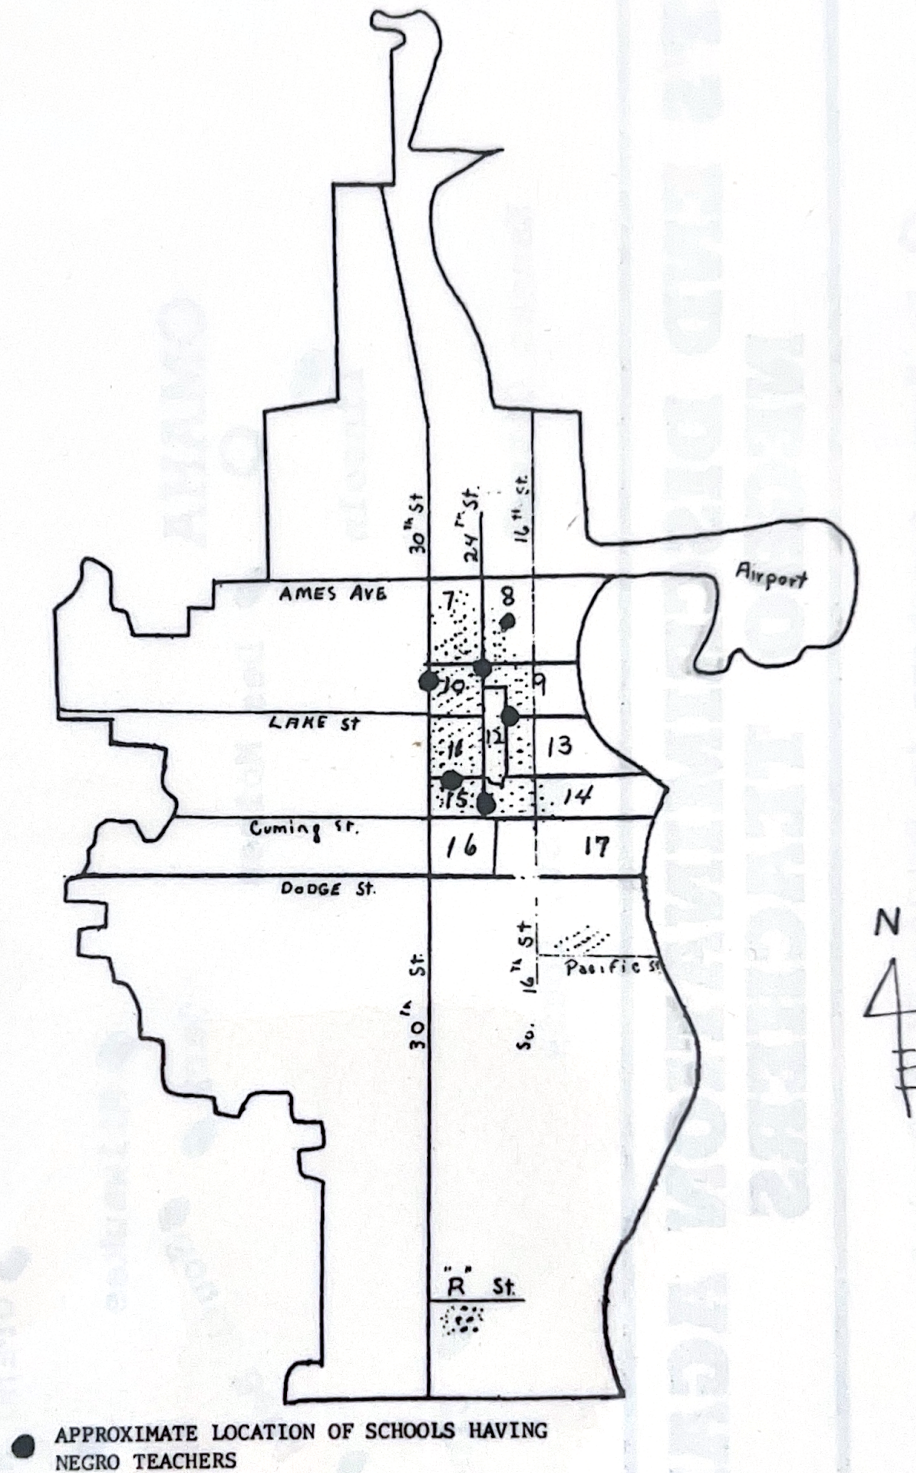 30th St
24th St.
16th St.
Airport
AMES AVE
7
8
10
9
LAKE St
11
12
13
15
14
Cuming St.
16
17
DODGE St.
N
30th St.
So. 16th St
Pacific St
"R" St.
APPROXIMATE LOCATION OF SCHOOLS HAVING
NEGRO TEACHERS